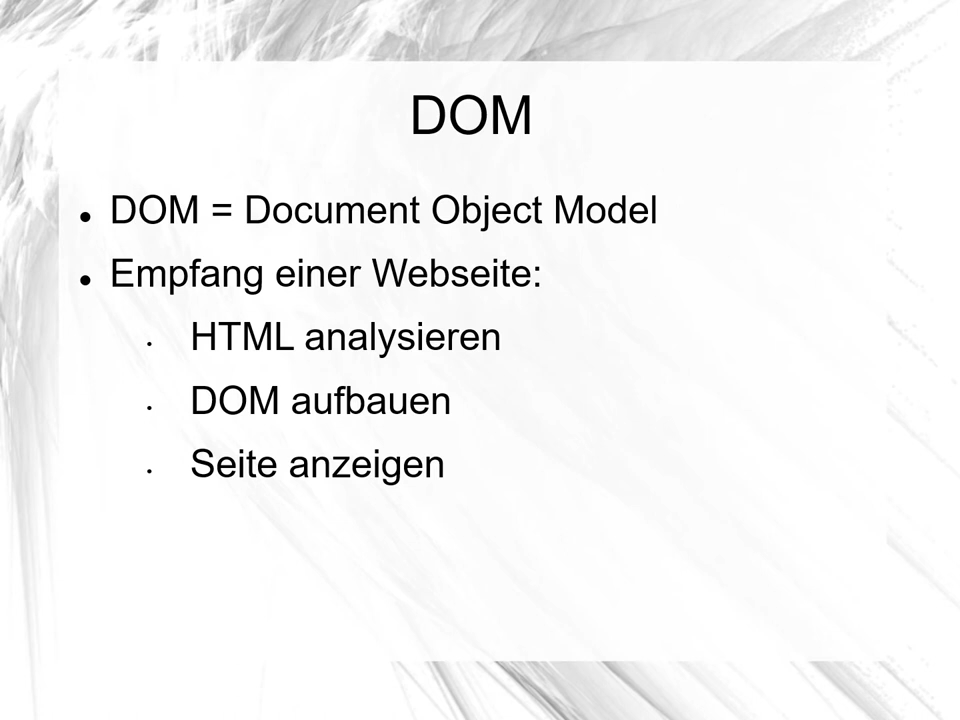 DOM
● DOM = Document Object Model
● Empfang einer Webseite:
• HTML analysieren
• DOM aufbauen
• Seite anzeigen